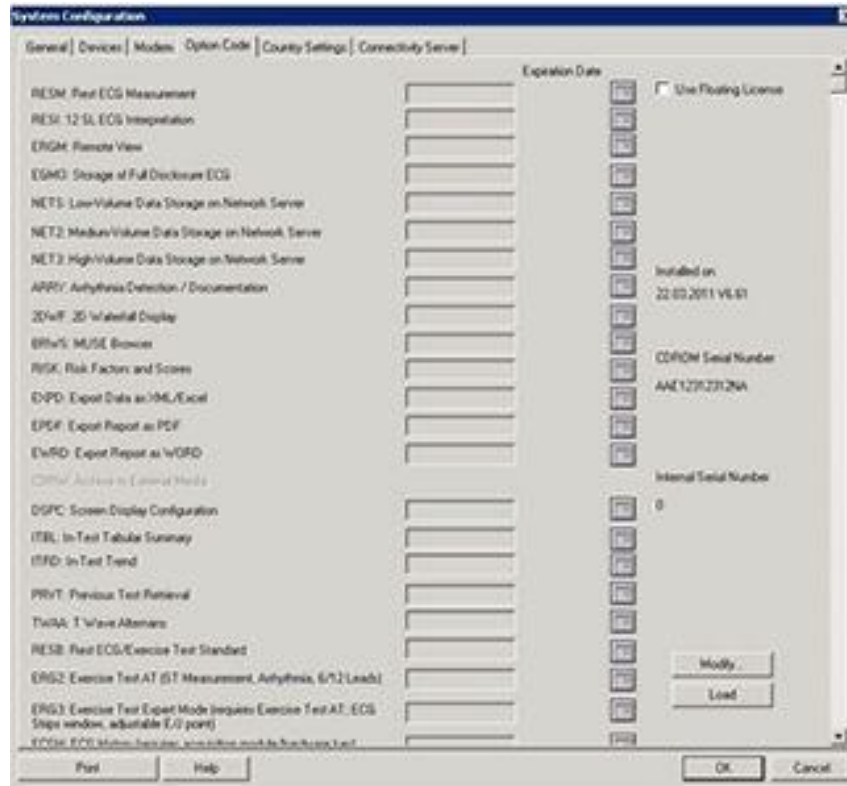 System Configuration
General | Devices | Modem | Option Code | Country Settings | Connectivity Server
Expiration Date
RESM: Rest ECG Measurement
Use Floating License
RESI: 12 SL ECG Interpretation
ERGM: Remote View
EGMO: Storage of Full Disclosure ECG
NETS: Low-Volume Data Storage on Network Server
NET2: Medium-Volume Data Storage on Network Server
NET3: High-Volume Data Storage on Network Server
Installed on
ARRY: Arrhythmia Detection / Documentation
22.03.2011 V6.61
2DWF: 2D Waterfall Display
BRWS: MUSE Browser
CDROM Serial Number
RISK: Risk Factors and Scores
AAE12312312NA
EXPD: Export Data as XML/Excel
EPDF: Export Report as PDF
EWRD: Export Report as WORD
Archive to External Media
Internal Serial Number
DSPC: Screen Display Configuration
0
ITBL: In-Test Tabular Summary
ITRD: In-Test Trend
PRVT: Previous Test Retrieval
TWAA: T Wave Alternans
RESB: Rest ECG/Exercise Test Standard
Modify...
ERG2: Exercise Test AT (ST Measurement, Arrhythmia, 6/12 Leads)
Load
ERG3: Exercise Test Expert Mode (requires Exercise Test AT; ECG
Strips window, adjustable E/J point)
Print
Help
OK
Cancel